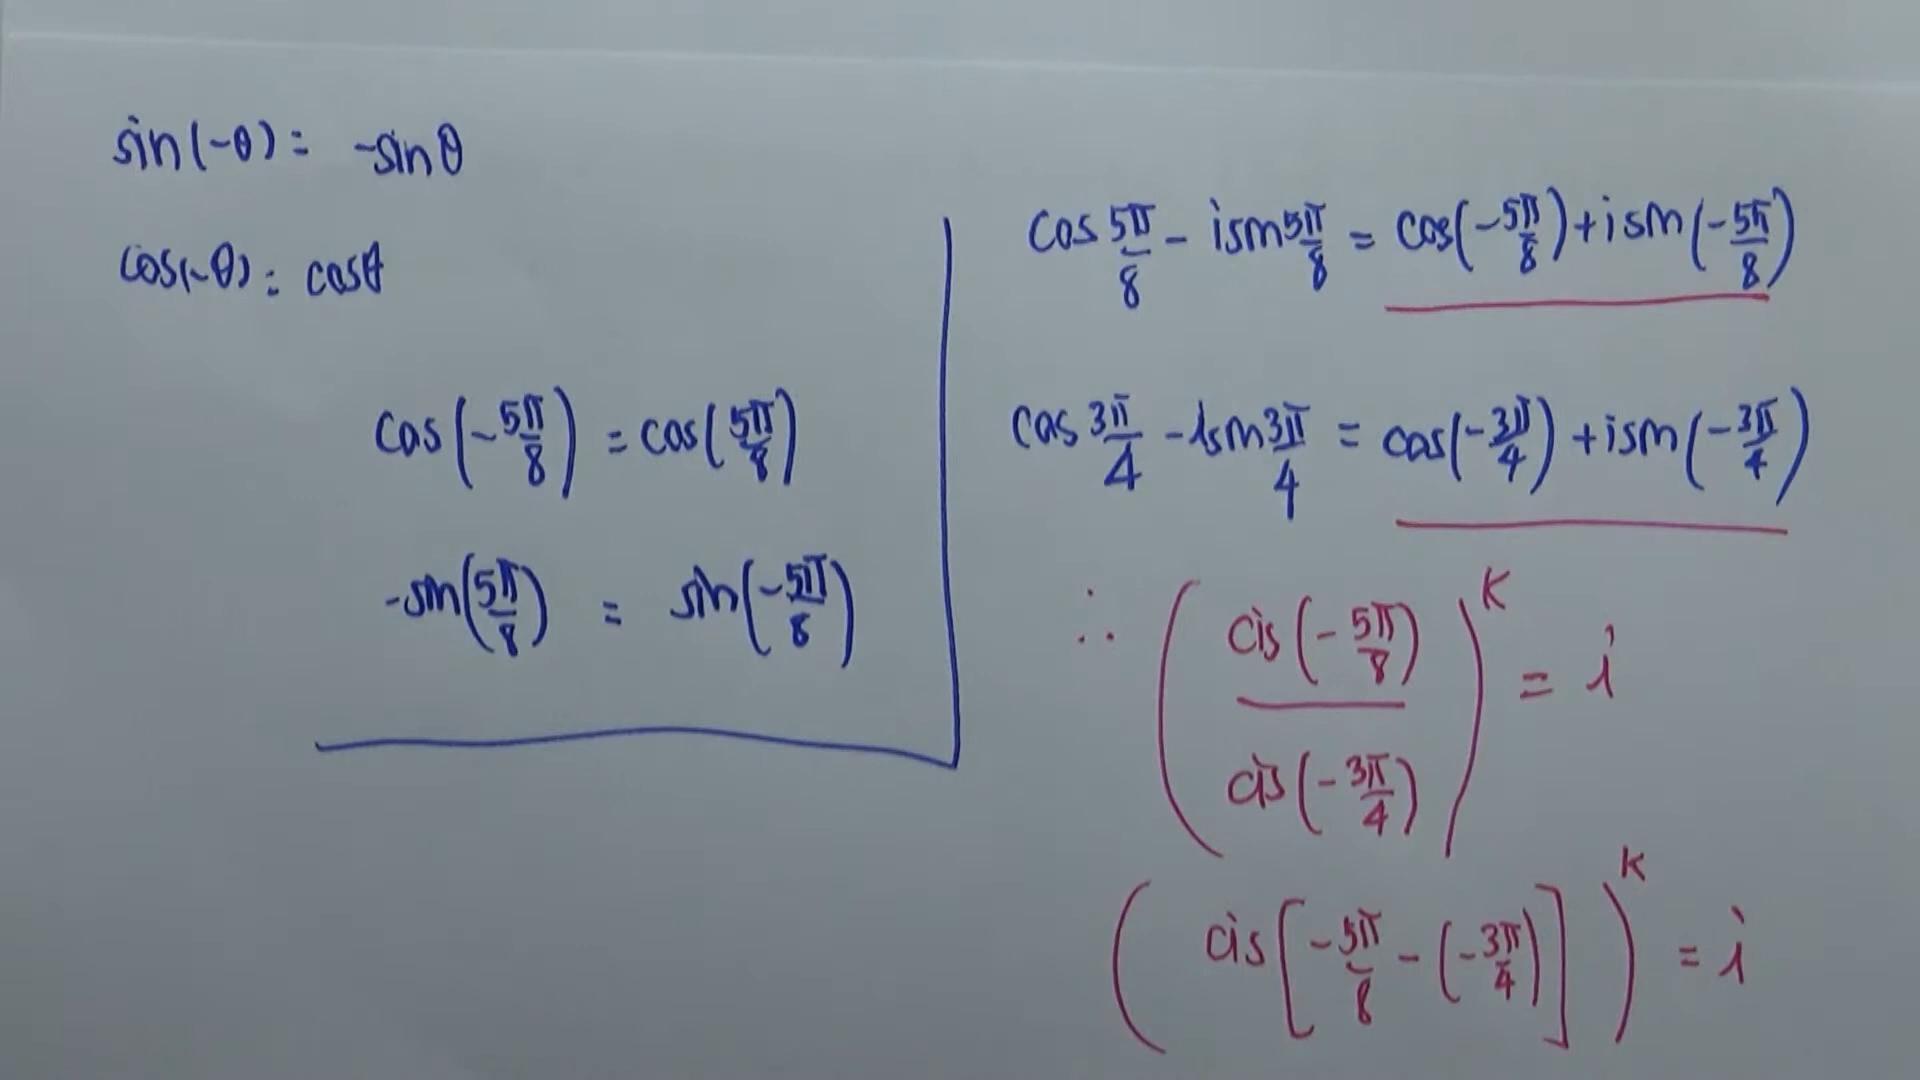 sin(-θ) = -sinθ
cos(-θ) = cosθ
cos(-5π/8) = cos(5π/8)
-sin(5π/8) = sin(-5π/8)
cos 5π/8 - isin 5π/8 = cos(-5π/8) + isin(-5π/8)
cos 3π/4 - isin 3π/4 = cos(-3π/4) + isin(-3π/4)
∴ (cis(-5π/8) / cis(-3π/4))^K = i
(cis[-5π/8 - (-3π/4)])^K = i